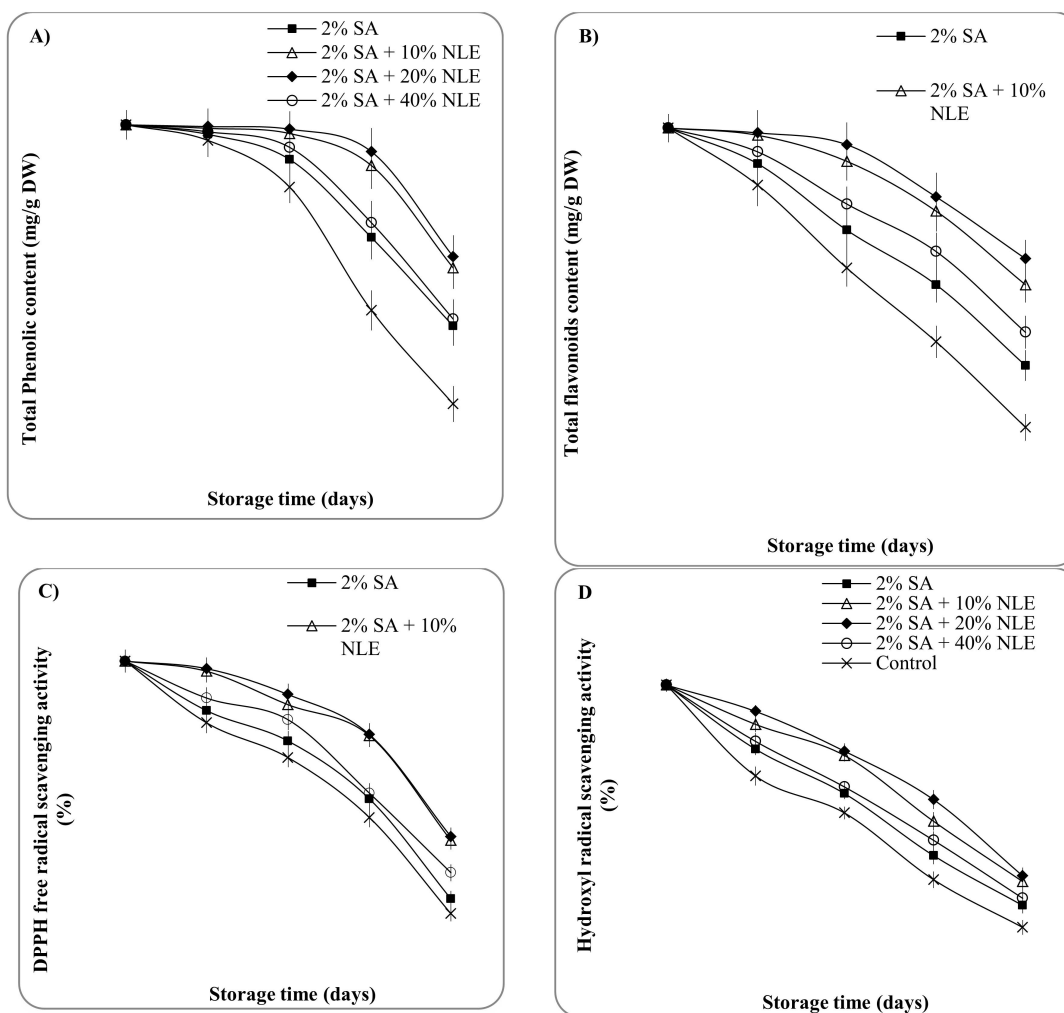 A)
2% SA
2% SA + 10% NLE
2% SA + 20% NLE
2% SA + 40% NLE
Total Phenolic content (mg/g DW)
Storage time (days)
B)
2% SA
2% SA + 10%
NLE
Total flavonoids content (mg/g DW)
Storage time (days)
C)
2% SA
2% SA + 10%
NLE
DPPH free radical scavenging activity
(%)
Storage time (days)
D
2% SA
2% SA + 10% NLE
2% SA + 20% NLE
2% SA + 40% NLE
Control
Hydroxyl radical scavenging activity
(%)
Storage time (days)